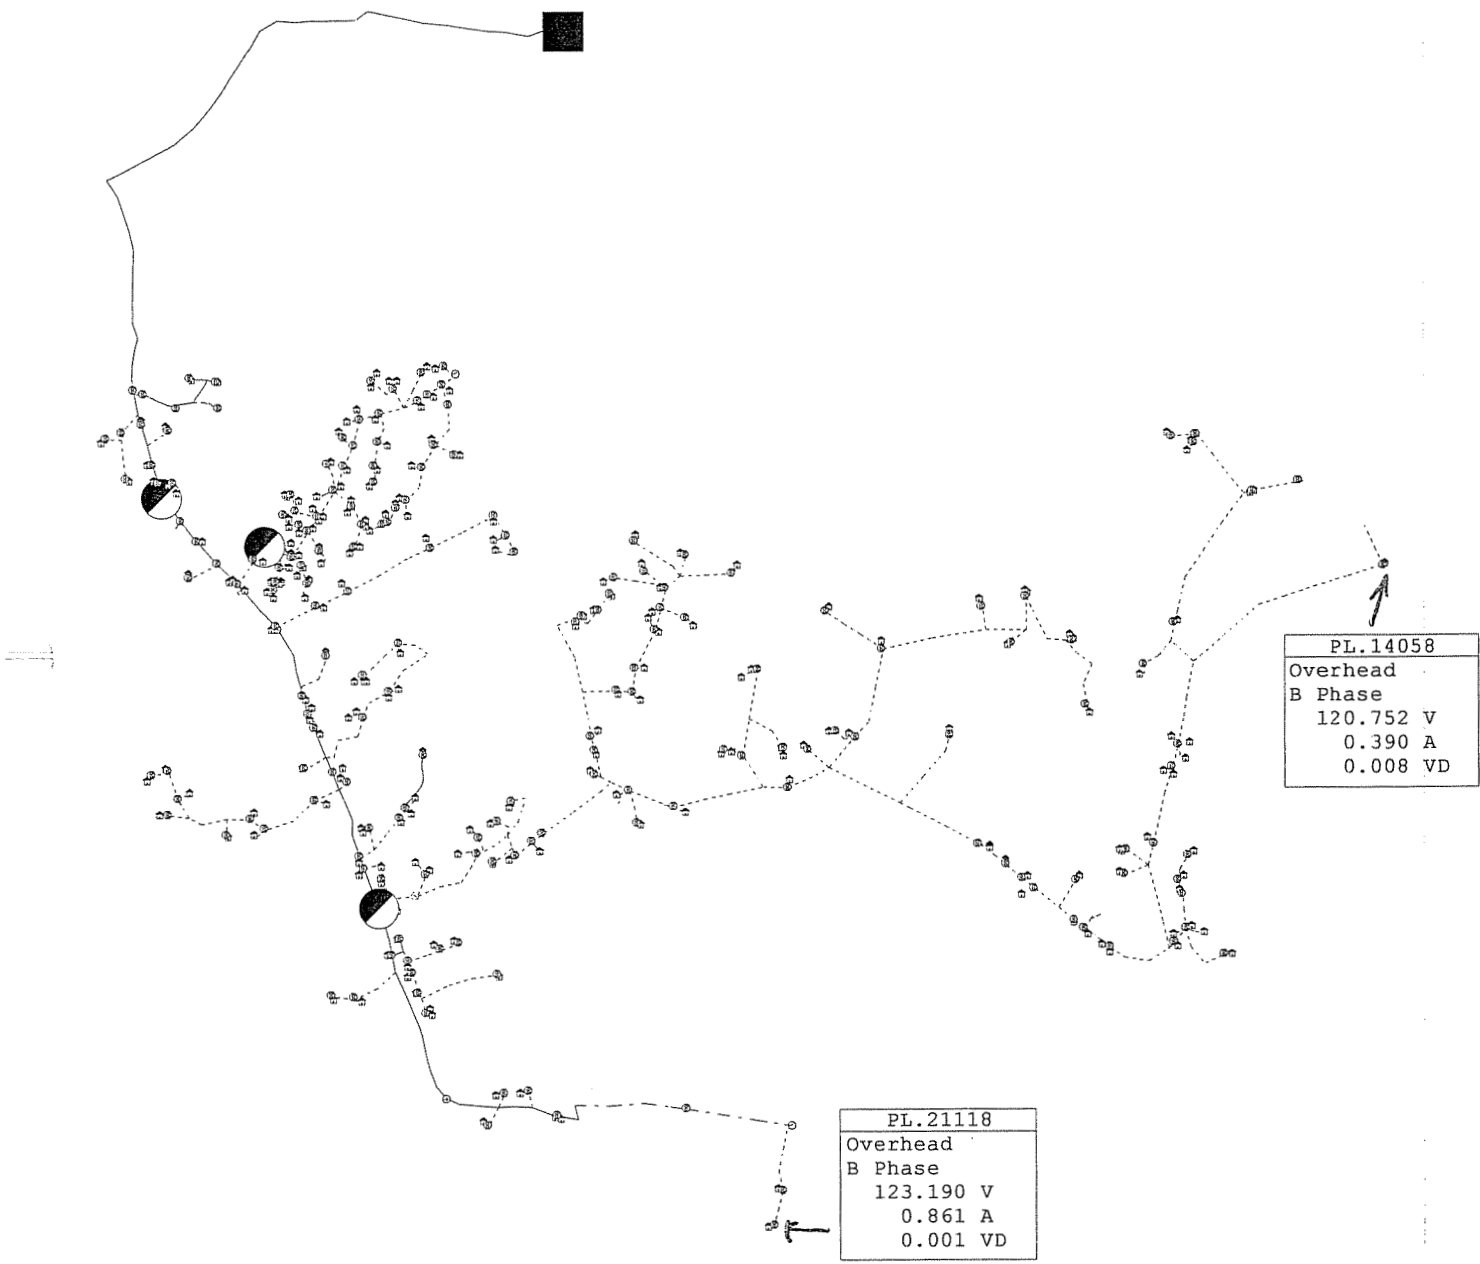 PL.14058
Overhead
B Phase
120.752 V
0.390 A
0.008 VD
PL.21118
Overhead
B Phase
123.190 V
0.861 A
0.001 VD